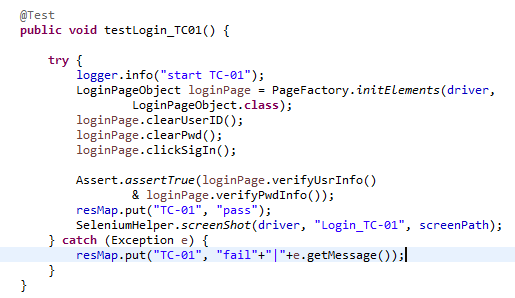 @Test
public void testLogin_TC01() {
try {
logger.info("start TC-01");
LoginPageObject loginPage = PageFactory.initElements(driver,
LoginPageObject.class);
loginPage.clearUserID();
loginPage.clearPwd();
loginPage.clickSigIn();
Assert.assertTrue(loginPage.verifyUsrInfo()
& loginPage.verifyPwdInfo());
resMap.put("TC-01", "pass");
SeleniumHelper.screenShot(driver, "Login_TC-01", screenPath);
} catch (Exception e) {
resMap.put("TC-01", "fail"+"|"+e.getMessage());
}
}